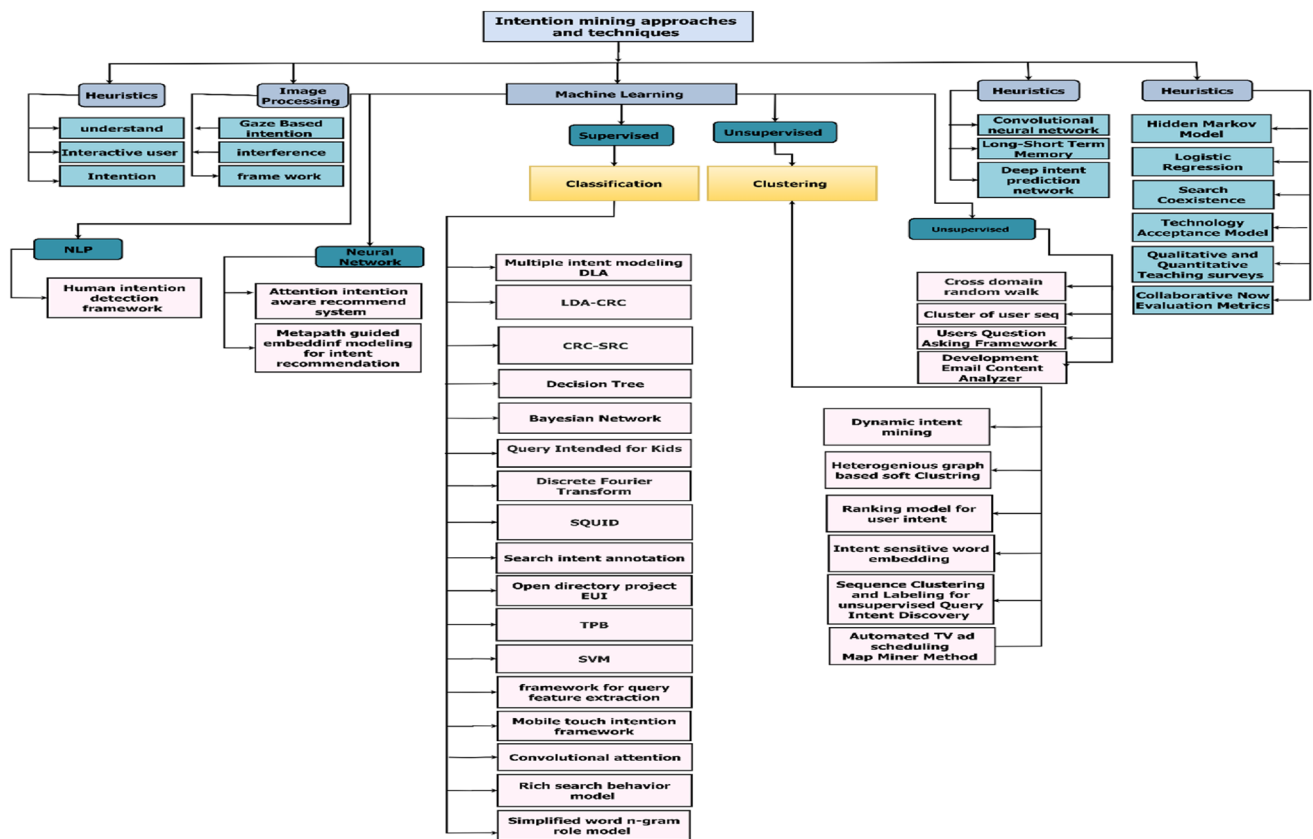 Intention mining approaches
and techniques
Heuristics
Image
Processing
Machine Learning
Heuristics
Heuristics
understand
Interactive user
Intention
Gaze Based
intention
interference
frame work
Supervised
Unsupervised
Classification
Clustering
Convolutional
neural network
Long-Short Term
Memory
Deep intent
prediction
network
Hidden Markov
Model
Logistic
Regression
Search
Coexistence
Technology
Acceptance Model
Qualitative and
Quantitative
Teaching surveys
Collaborative Now
Evaluation Metrics
NLP
Human intention
detection
framework
Neural
Network
Attention intention
aware recommend
system
Metapath guided
embeddinf modeling
for intent
recommendation
Unsupervised
Cross domain
random walk
Cluster of user seq
Users Question
Asking Framework
Development
Email Content
Analyzer
Multiple intent modeling
DLA
LDA-CRC
CRC-SRC
Decision Tree
Bayesian Network
Query Intended for Kids
Discrete Fourier
Transform
SQUID
Search intent annotation
Open directory project
EUI
TPB
SVM
framework for query
feature extraction
Mobile touch intention
framework
Convolutional attention
Rich search behavior
model
Simplified word n-gram
role model
Dynamic intent
mining
Heterogenious graph
based soft Clustring
Ranking model for
user intent
Intent sensitive word
embedding
Sequence Clustering
and Labeling for
unsupervised Query
Intent Discovery
Automated TV ad
scheduling
Map Miner Method